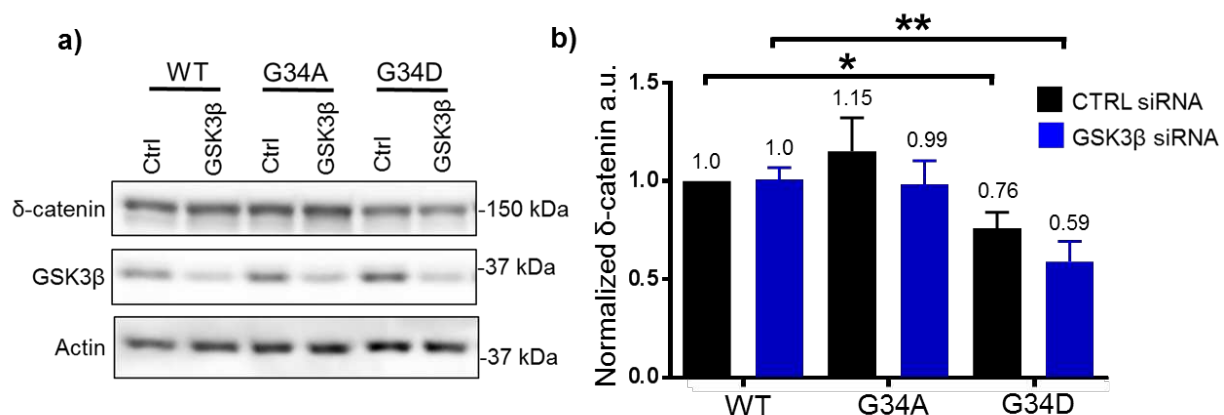 a)
WT G34A G34D
Ctrl GSK3β Ctrl GSK3β Ctrl GSK3β
δ-catenin -150 kDa
GSK3β -37 kDa
Actin -37 kDa
b)
**
*
Normalized δ-catenin a.u.
1.5
1.0
0.5
0.0
1.0 1.0 1.15 0.99 0.76 0.59
WT G34A G34D
CTRL siRNA
GSK3β siRNA